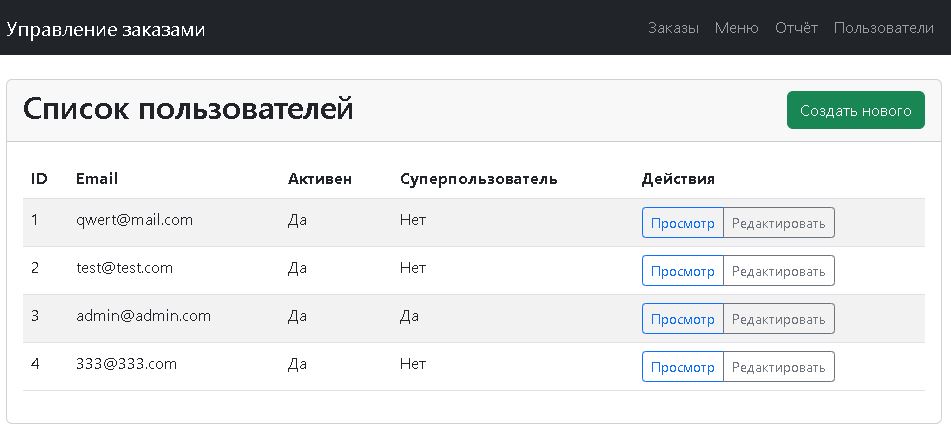 Управление заказами Заказы Меню Отчёт Пользователи
Список пользователей Создать нового
ID Email Активен Суперпользователь Действия
1 qwert@mail.com Да Нет Просмотр Редактировать
2 test@test.com Да Нет Просмотр Редактировать
3 admin@admin.com Да Да Просмотр Редактировать
4 333@333.com Да Нет Просмотр Редактировать